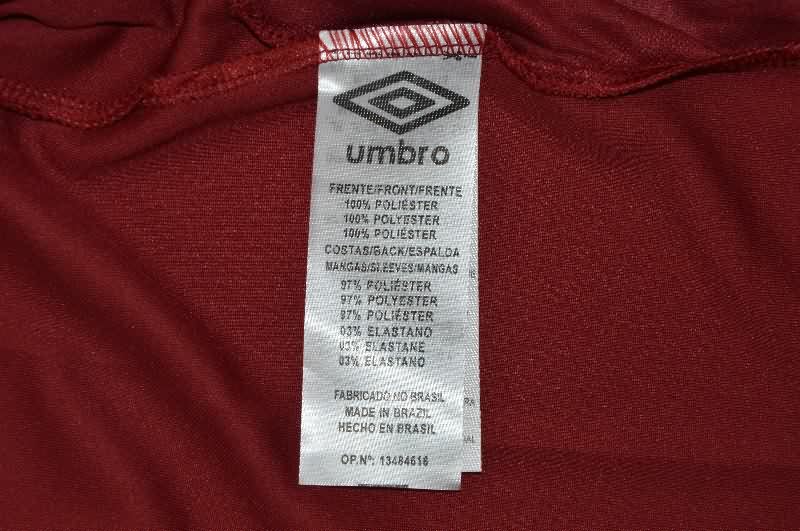 umbro
FRENTE/FRONT/FRENTE
100% POLIÉSTER
100% POLYESTER
100% POLIÉSTER
COSTAS/BACK/ESPALDA
MANGAS/SLEEVES/MANGAS
97% POLIÉSTER
97% POLYESTER
97% POLIÉSTER
03% ELASTANO
03% ELASTANE
03% ELASTANO
FABRICADO NO BRASIL
MADE IN BRAZIL
HECHO EN BRASIL
OP.Nº: 13484616